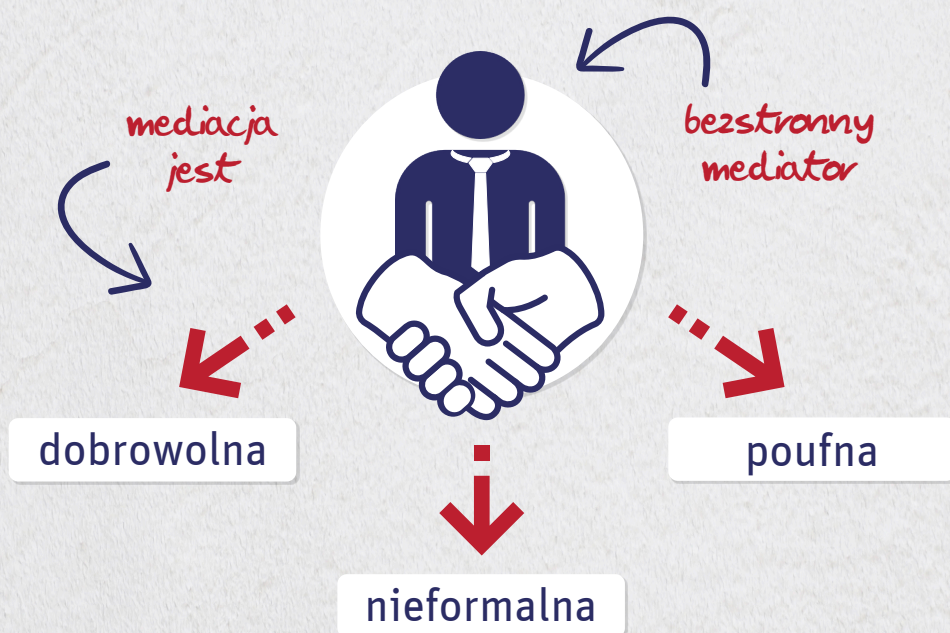 mediacja
jest
bezstronny
mediator
dobrowolna
poufna
nieformalna